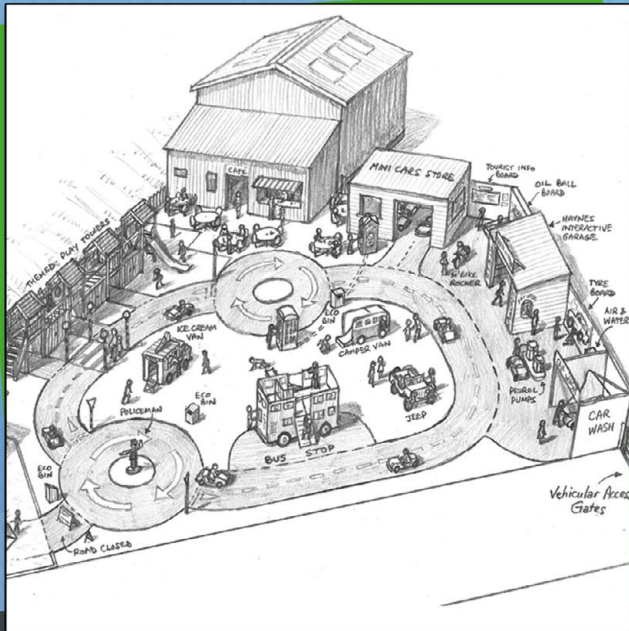 CAFE
MINI CARS STORE
TOURIST INFO
BOARD
OIL BALL
BOARD
HAYNES
INTERACTIVE
GARAGE
THEMED PLAY TOWERS
BIKE
ROCKER
TYRE
BOARD
AIR &
WATER
ECO
BIN
ICE CREAM
VAN
CAMPER VAN
PUMPS
POLICEMAN
ECO
BIN
JEEP
CAR
WASH
BUS STOP
ECO
BIN
Vehicular Acces
Gates
ROAD CLOSED